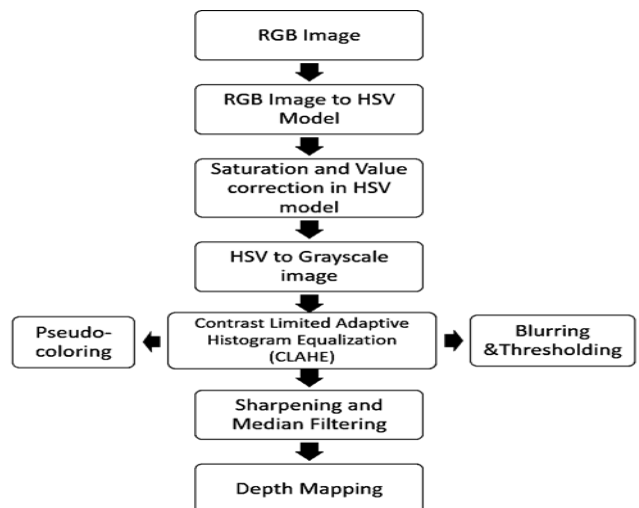 RGB Image
RGB Image to HSV
Model
Saturation and Value
correction in HSV
model
HSV to Grayscale
image
Pseudo-
coloring
Contrast Limited Adaptive
Histogram Equalization
(CLAHE)
Blurring
&Thresholding
Sharpening and
Median Filtering
Depth Mapping